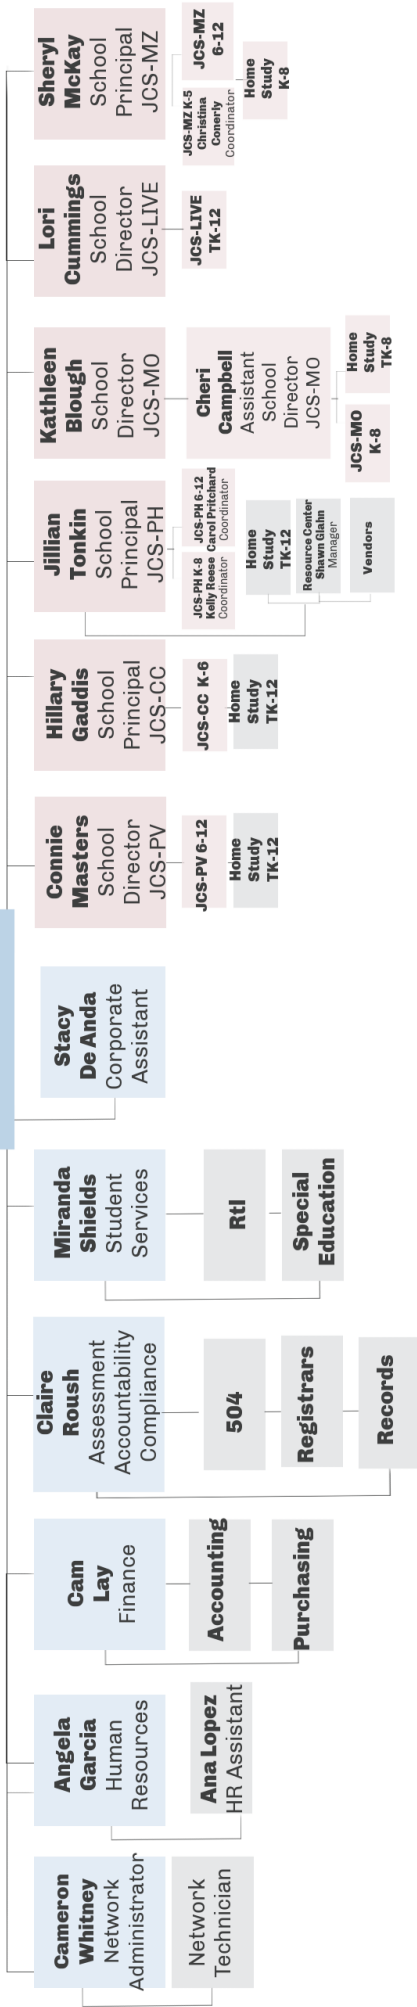 Cameron
Whitney
Network
Administrator
Network
Technician
Angela
Garcia
Human
Resources
Ana Lopez
HR Assistant
Cam
Lay
Finance
Accounting
Purchasing
Claire
Roush
Assessment
Accountability
Compliance
504
Registrars
Records
Miranda
Shields
Student
Services
RtI
Special
Education
Stacy
De Anda
Corporate
Assistant
Connie
Masters
School
Director
JCS-PV
JCS-PV 6-12
Home
Study
TK-12
Hillary
Gaddis
School
Principal
JCS-CC
JCS-CC K-6
Home
Study
TK-12
Jillian
Tonkin
School
Principal
JCS-PH
JCS-PH K-8
Kelly Reese
Coordinator
JCS-PH 6-12
Carol Pritchard
Coordinator
Home
Study
TK-12
Resource Center
Shawn Glahn
Manager
Vendors
Kathleen
Blough
School
Director
JCS-MO
Cheri
Campbell
Assistant
School
Director
JCS-MO
JCS-MO
K-8
Home
Study
TK-8
Lori
Cummings
School
Director
JCS-LIVE
JCS-LIVE
TK-12
Sheryl
McKay
School
Principal
JCS-MZ
JCS-MZ K-5
Christina
Conerly
Coordinator
JCS-MZ
6-12
Home
Study
K-8